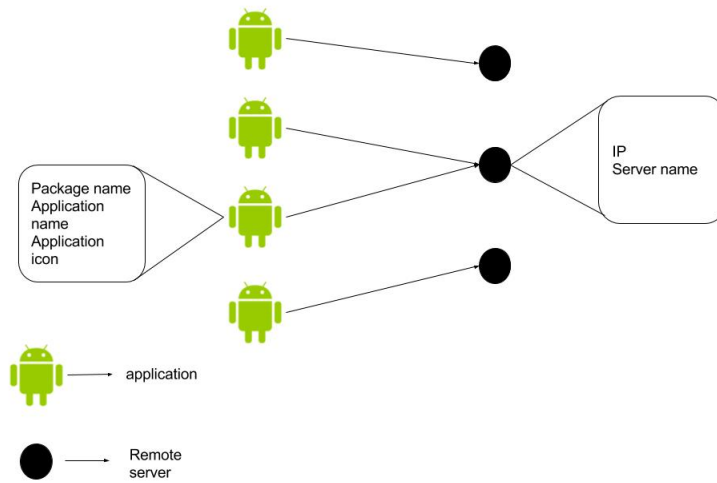 Package name
Application
name
Application
icon
IP
Server name
application
Remote
server